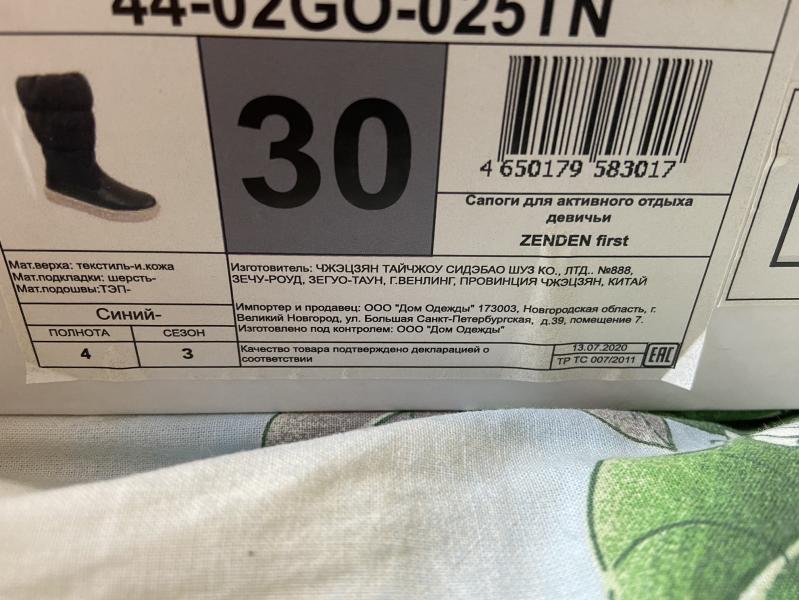 44-02GO-025TN
30
4 650179 583017
Сапоги для активного отдыха
девичьи
ZENDEN first
Мат.верха: текстиль-и.кожа
Мат.подкладки: шерсть-
Мат.подошвы:ТЭП-
Синий-
ПОЛНОТА СЕЗОН
4 3
Изготовитель: ЧЖЭЦЗЯН ТАЙЧЖОУ СИДЭБАО ШУЗ КО., ЛТД.. №888,
ЗЕЧУ-РОУД, ЗЕГУО-ТАУН, Г.ВЕНЛИНГ, ПРОВИНЦИЯ ЧЖЭЦЗЯН, КИТАЙ
Импортер и продавец: ООО "Дом Одежды" 173003, Новгородская область, г.
Великий Новгород, ул. Большая Санкт-Петербургская, д.39, помещение 7.
Изготовлено под контролем: ООО "Дом Одежды"
Качество товара подтверждено декларацией о
соответствии
13.07.2020
ТР ТС 007/2011
EAC